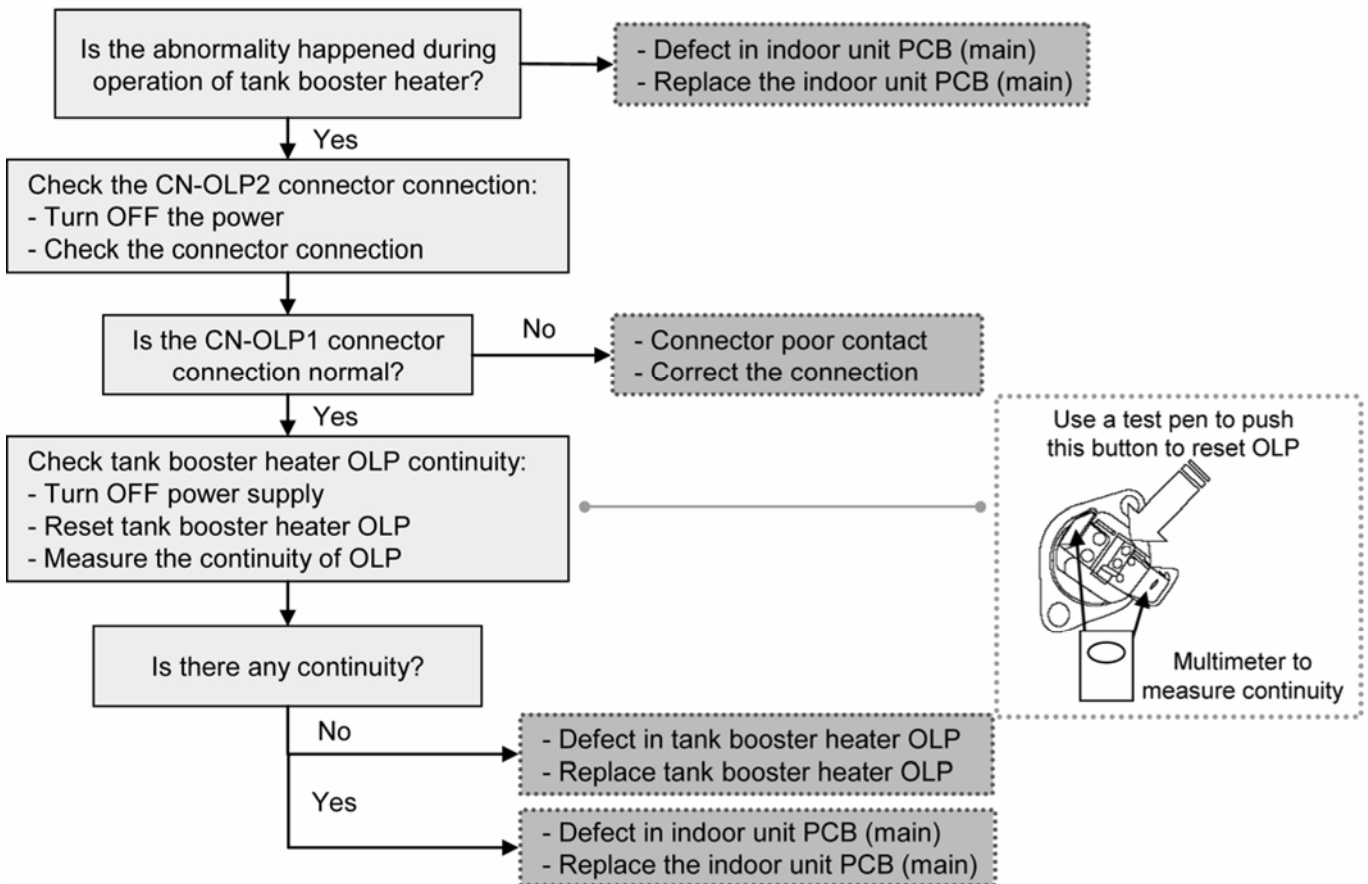 Is the abnormality happened during
operation of tank booster heater?
- Defect in indoor unit PCB (main)
- Replace the indoor unit PCB (main)
Yes
Check the CN-OLP2 connector connection:
- Turn OFF the power
- Check the connector connection
Is the CN-OLP1 connector
connection normal?
No
- Connector poor contact
- Correct the connection
Yes
Check tank booster heater OLP continuity:
- Turn OFF power supply
- Reset tank booster heater OLP
- Measure the continuity of OLP
Use a test pen to push
this button to reset OLP
Multimeter to
measure continuity
Is there any continuity?
No
- Defect in tank booster heater OLP
- Replace tank booster heater OLP
Yes
- Defect in indoor unit PCB (main)
- Replace the indoor unit PCB (main)